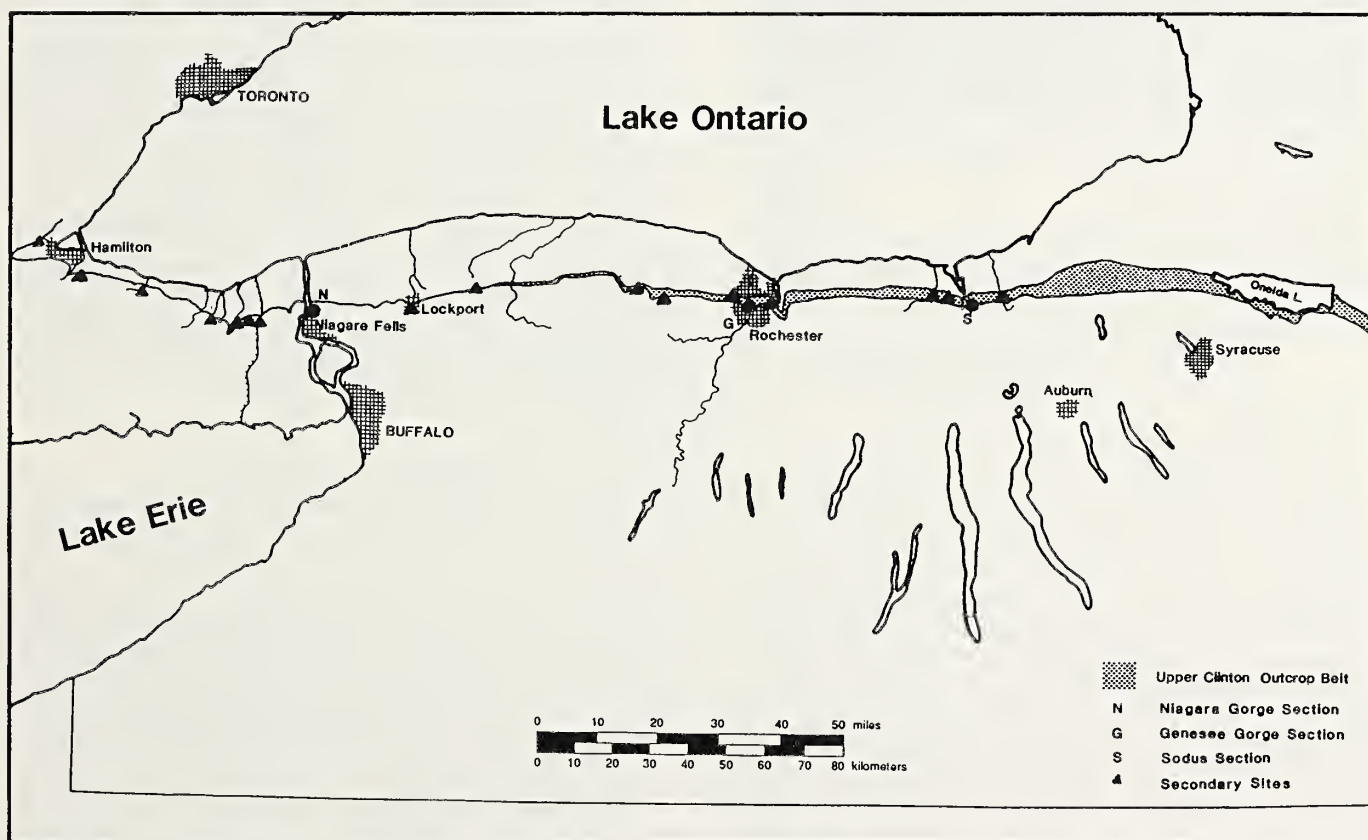 TORONTO
Lake Ontario
Hamilton
N
Niagare Fells
Lockport
G
Rochester
S
Oneida L.
Syracuse
Auburn
BUFFALO
Lake Erie
Upper Clinton Outcrop Belt
N Niagara Gorge Section
G Genesee Gorge Section
S Sodus Section
Secondary Sites
0 10 20 30 40 50 miles
0 10 20 30 40 50 60 70 80 kilometers